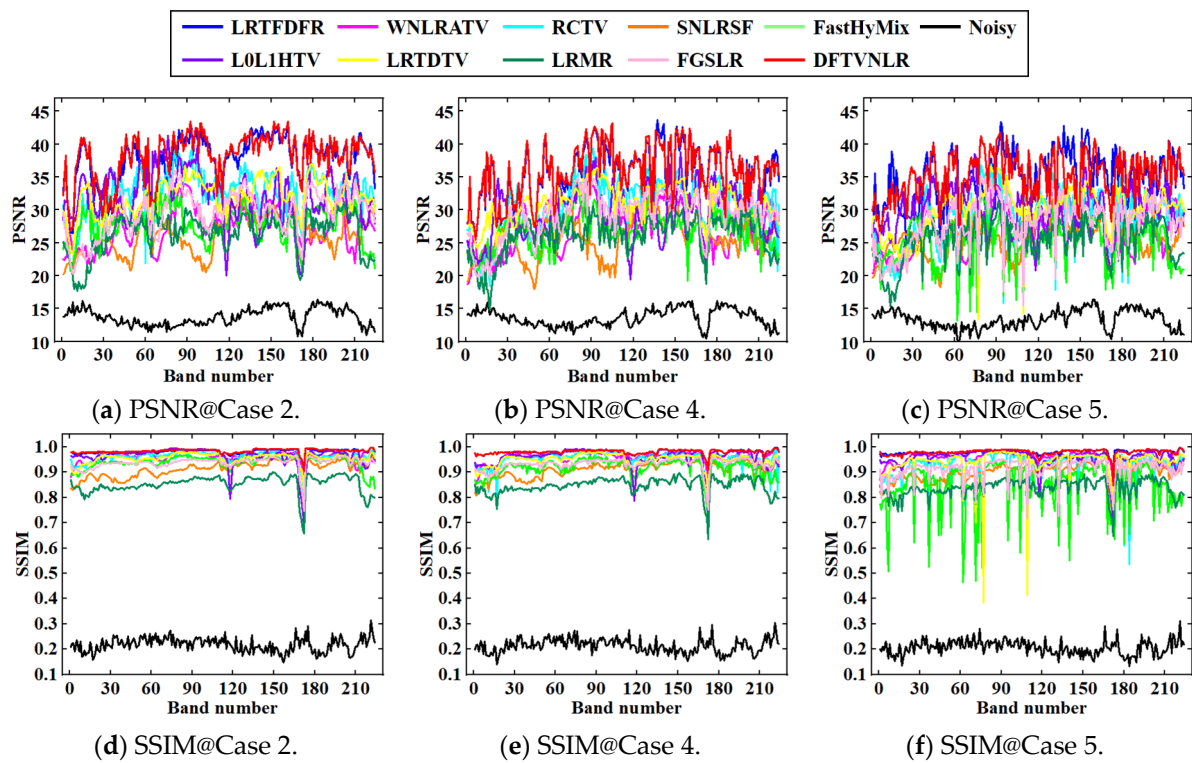 LRTFDFR WNLRATV RCTV SNLRSF FastHyMix Noisy
L0L1HTV LRTDTV LRMR FGSLR DFTVNLR
PSNR
45
40
35
30
25
20
15
10
0 30 60 90 120 150 180 210
Band number
(a) PSNR@Case 2.
PSNR
45
40
35
30
25
20
15
10
0 30 60 90 120 150 180 210
Band number
(b) PSNR@Case 4.
PSNR
45
40
35
30
25
20
15
10
0 30 60 90 120 150 180 210
Band number
(c) PSNR@Case 5.
SSIM
1.0
0.9
0.8
0.7
0.6
0.5
0.4
0.3
0.2
0.1
0 30 60 90 120 150 180 210
Band number
(d) SSIM@Case 2.
SSIM
1.0
0.9
0.8
0.7
0.6
0.5
0.4
0.3
0.2
0.1
0 30 60 90 120 150 180 210
Band number
(e) SSIM@Case 4.
SSIM
1.0
0.9
0.8
0.7
0.6
0.5
0.4
0.3
0.2
0.1
0 30 60 90 120 150 180 210
Band number
(f) SSIM@Case 5.